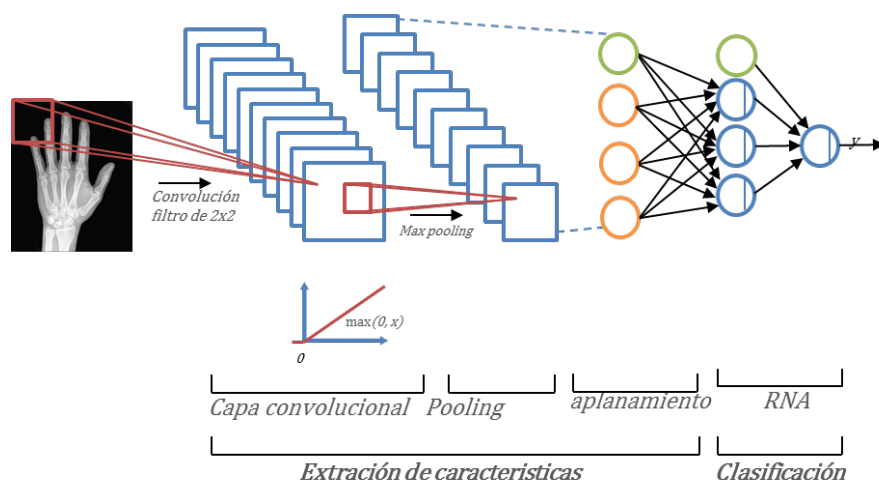 Convolución
filtro de 2x2
Max pooling
y
max(0, x)
0
Capa convolucional
Pooling
aplanamiento
RNA
Extración de caracteristicas
Clasificación